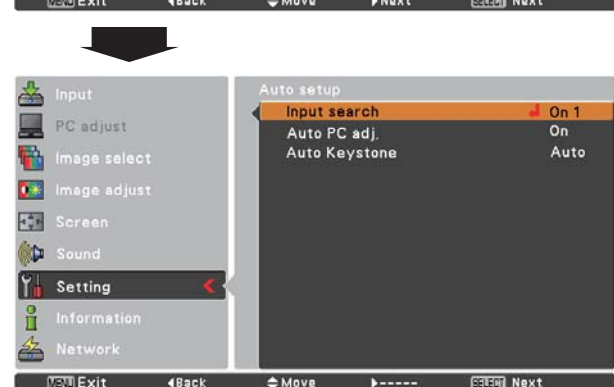 MENU Exit ◀Back ◆Move ▶Next SELECT Next
Input
PC adjust
Image select
Image adjust
Screen
Sound
Setting
Information
Network
Auto setup
Input search On 1
Auto PC adj. On
Auto Keystone Auto
MENU Exit ◀Back ◆Move ▶----- SELECT Next